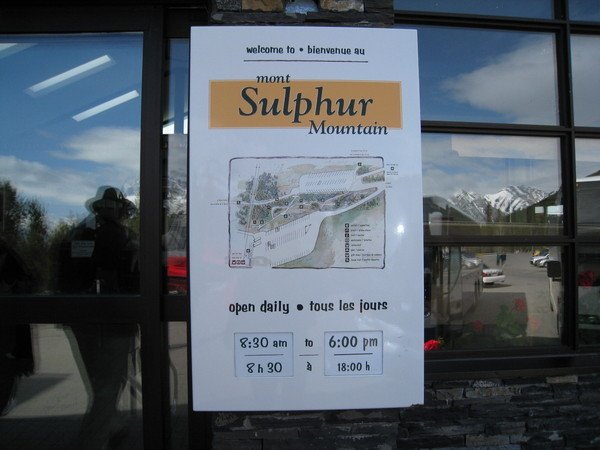 welcome to • bienvenue au
mont
Sulphur
Mountain
open daily • tous les jours
8:30 am to 6:00 pm
8 h 30 à 18:00 h